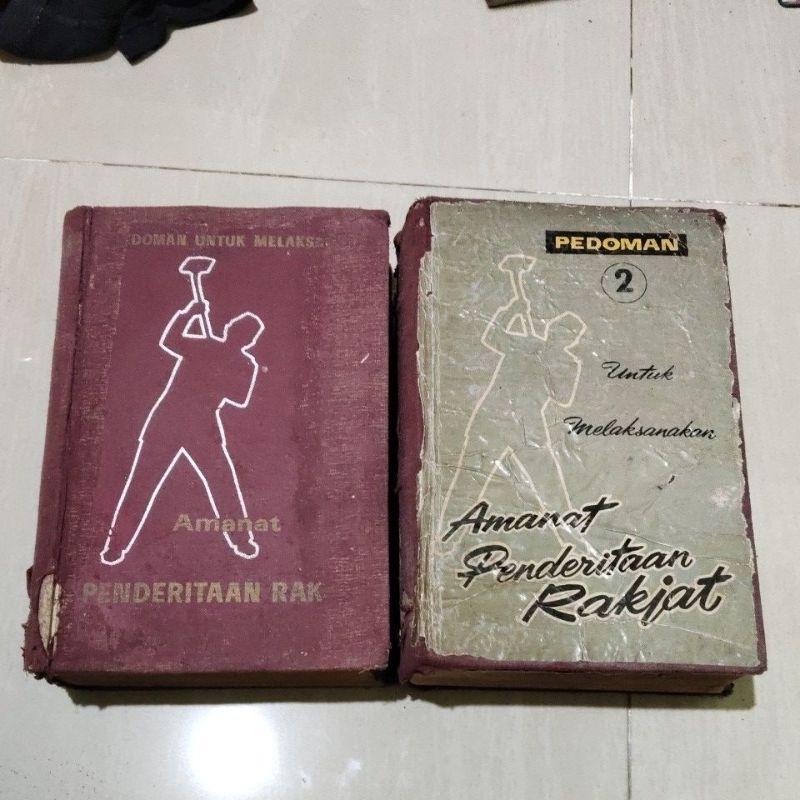 DOMAN UNTUK MELAKSA
Amanat
PENDERITAAN RAK
PEDOMAN
2
Untuk
Melaksanakan
Amanat
Penderitaan
Rakjat